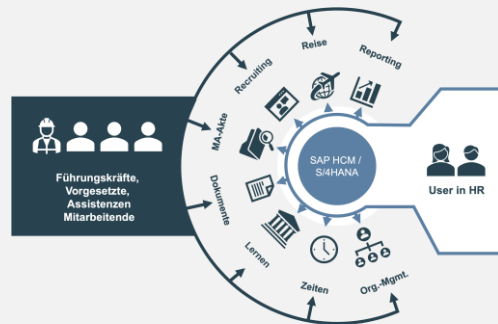 Reporting
Reise
Recruiting
MA-Akte
Dokumente
Lernen
Zeiten
Org.-Mgmt.
SAP HCM /
S/4HANA
Führungskräfte,
Vorgesetzte,
Assistenzen
Mitarbeitende
User in HR